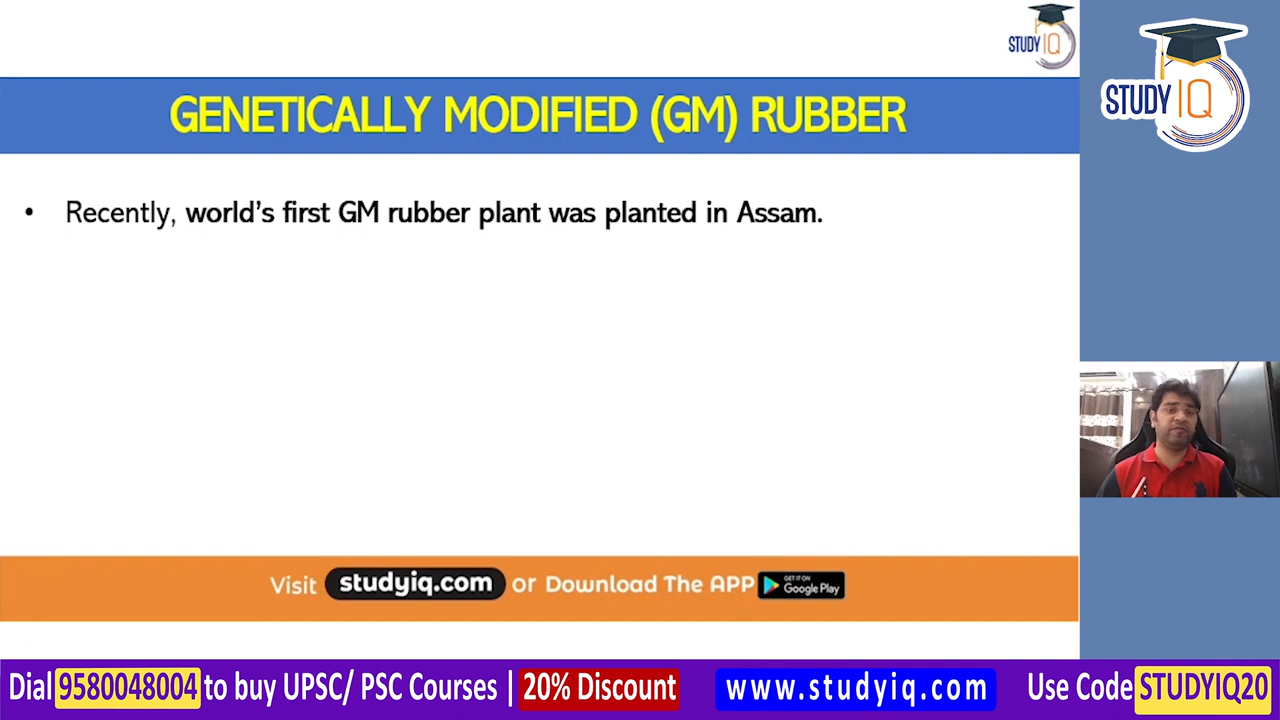 STUDY IQ
STUDY IQ
GENETICALLY MODIFIED (GM) RUBBER
• Recently, world's first GM rubber plant was planted in Assam.
Visit studyiq.com or Download The APP GET IT ON Google Play
Dial 9580048004 to buy UPSC/ PSC Courses | 20% Discount www.studyiq.com Use Code STUDYIQ20